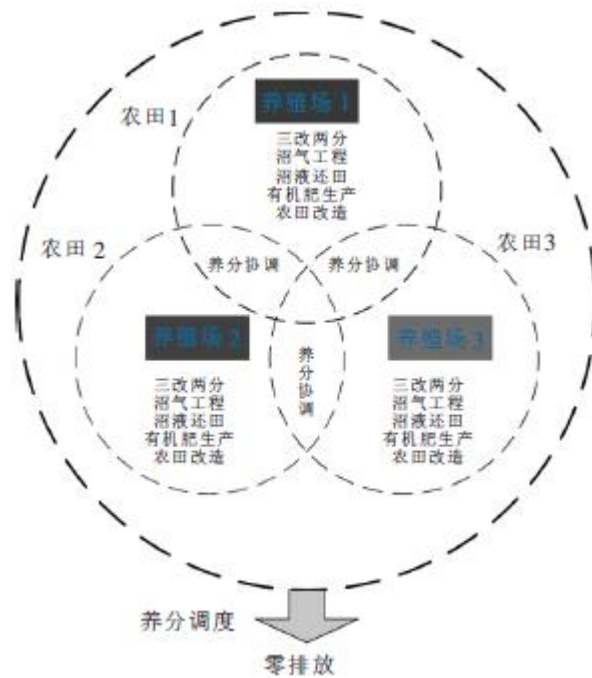 农田1
养殖场 1
三改两分
沼气工程
沼液还田
有机肥生产
农田改造
农田 2
农田3
养分协调
养分协调
养殖场 2
养殖场 3
养分协调
三改两分
沼气工程
沼液还田
有机肥生产
农田改造
三改两分
沼气工程
沼液还田
有机肥生产
农田改造
养分调度
零排放